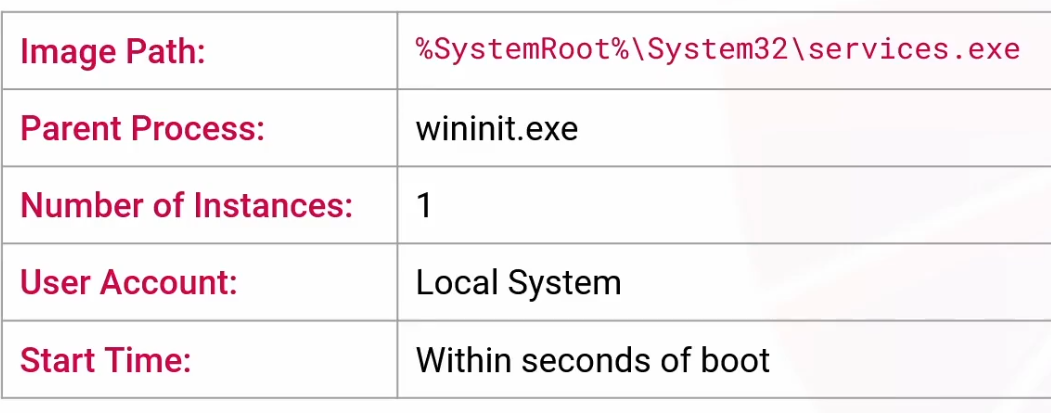 Image Path: %SystemRoot%\System32\services.exe
Parent Process: wininit.exe
Number of Instances: 1
User Account: Local System
Start Time: Within seconds of boot